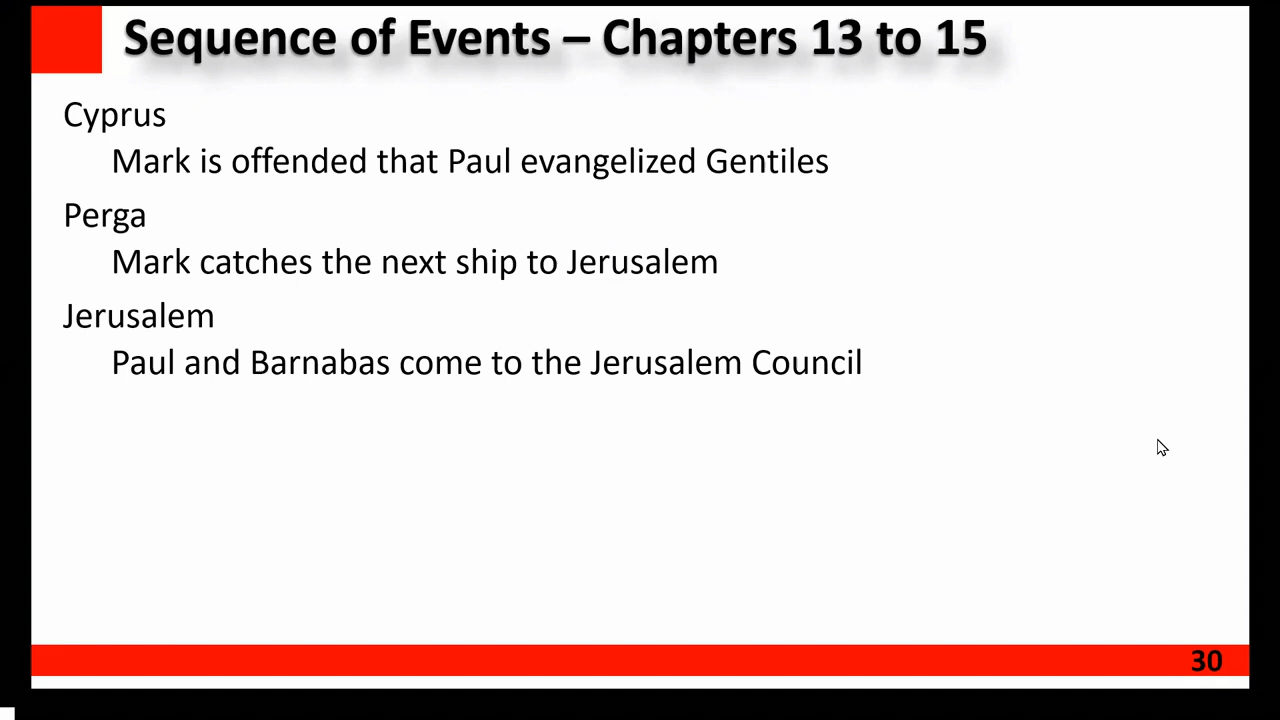 Sequence of Events – Chapters 13 to 15
Cyprus
Mark is offended that Paul evangelized Gentiles
Perga
Mark catches the next ship to Jerusalem
Jerusalem
Paul and Barnabas come to the Jerusalem Council
30